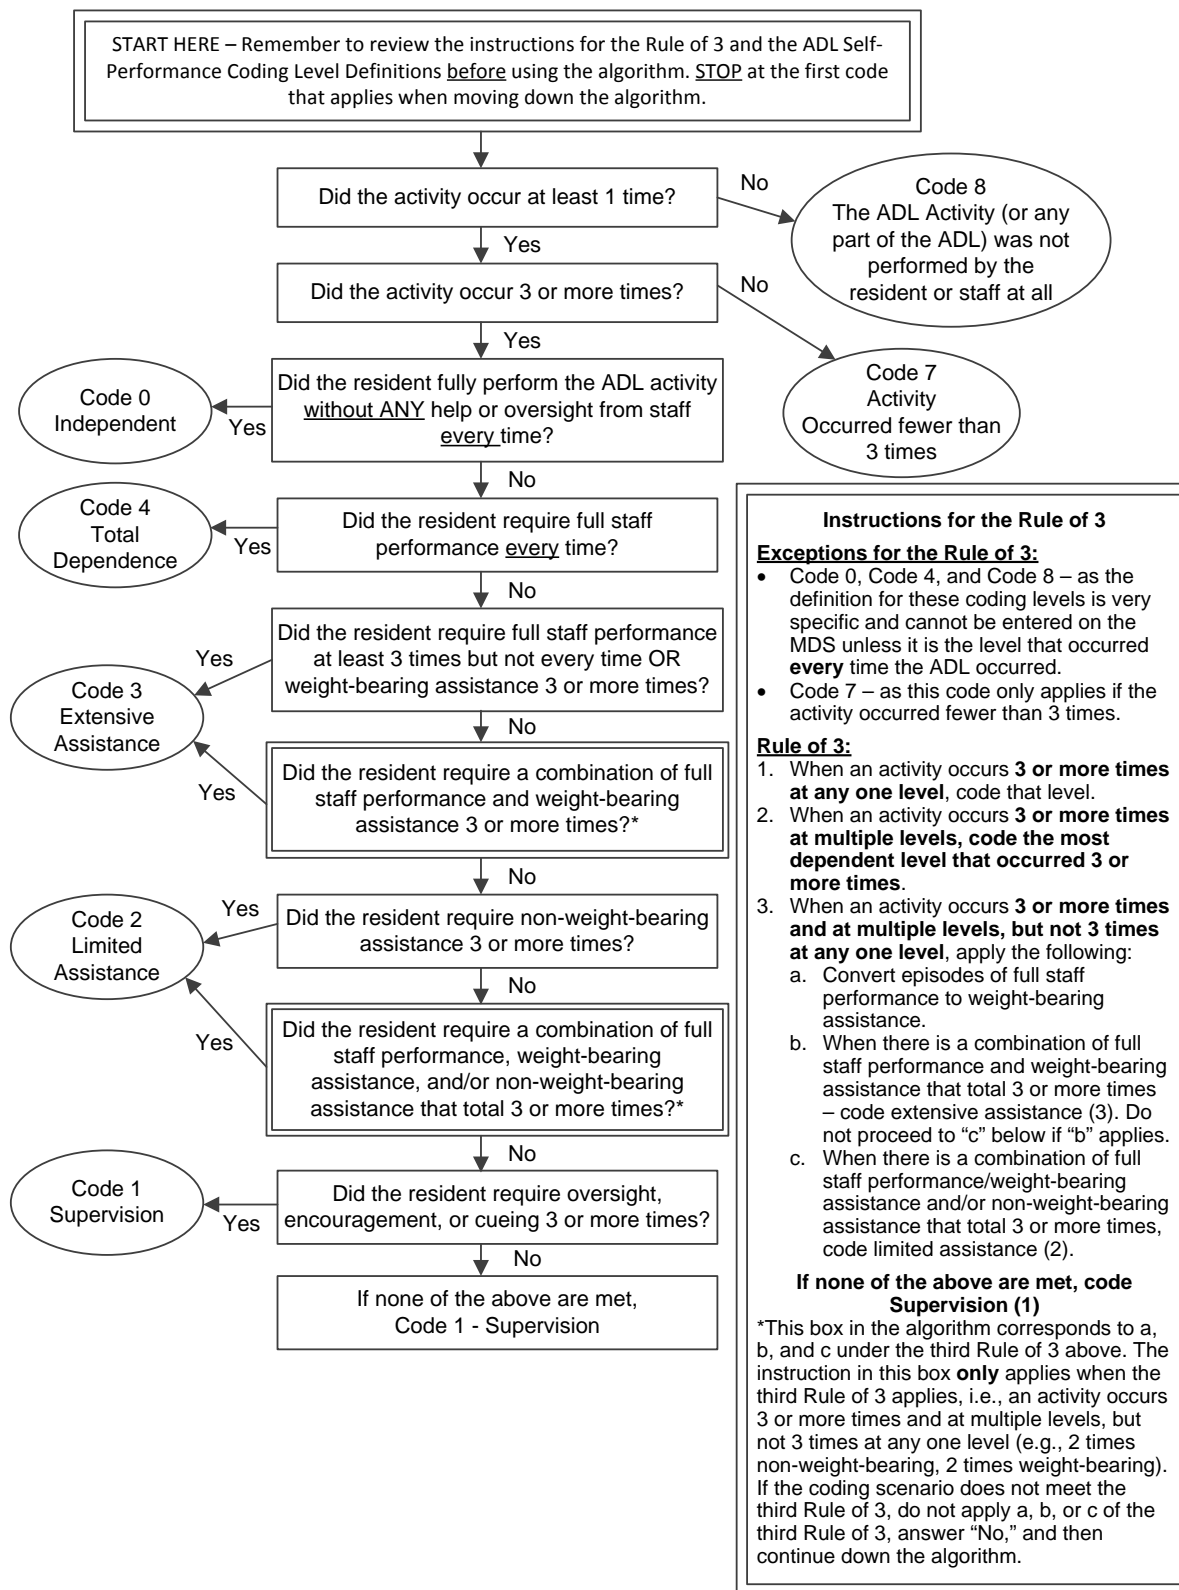 START HERE – Remember to review the instructions for the Rule of 3 and the ADL Self-
Performance Coding Level Definitions before using the algorithm. STOP at the first code
that applies when moving down the algorithm.
Did the activity occur at least 1 time?
No
Code 8
The ADL Activity (or any
part of the ADL) was not
performed by the
resident or staff at all
Yes
Did the activity occur 3 or more times?
No
Code 7
Activity
Occurred fewer than
3 times
Yes
Did the resident fully perform the ADL activity
without ANY help or oversight from staff
every time?
Yes
Code 0
Independent
No
Did the resident require full staff
performance every time?
Yes
Code 4
Total
Dependence
No
Did the resident require full staff performance
at least 3 times but not every time OR
weight-bearing assistance 3 or more times?
Yes
Code 3
Extensive
Assistance
No
Did the resident require a combination of full
staff performance and weight-bearing
assistance 3 or more times?*
Yes
No
Did the resident require non-weight-bearing
assistance 3 or more times?
Yes
Code 2
Limited
Assistance
No
Did the resident require a combination of full
staff performance, weight-bearing
assistance, and/or non-weight-bearing
assistance that total 3 or more times?*
Yes
No
Did the resident require oversight,
encouragement, or cueing 3 or more times?
Yes
Code 1
Supervision
No
If none of the above are met,
Code 1 - Supervision
Instructions for the Rule of 3
Exceptions for the Rule of 3:
• Code 0, Code 4, and Code 8 – as the
definition for these coding levels is very
specific and cannot be entered on the
MDS unless it is the level that occurred
every time the ADL occurred.
• Code 7 – as this code only applies if the
activity occurred fewer than 3 times.
Rule of 3:
1. When an activity occurs 3 or more times
at any one level, code that level.
2. When an activity occurs 3 or more times
at multiple levels, code the most
dependent level that occurred 3 or
more times.
3. When an activity occurs 3 or more times
and at multiple levels, but not 3 times
at any one level, apply the following:
a. Convert episodes of full staff
performance to weight-bearing
assistance.
b. When there is a combination of full
staff performance and weight-bearing
assistance that total 3 or more times
– code extensive assistance (3). Do
not proceed to “c” below if “b” applies.
c. When there is a combination of full
staff performance/weight-bearing
assistance and/or non-weight-bearing
assistance that total 3 or more times,
code limited assistance (2).
If none of the above are met, code
Supervision (1)
*This box in the algorithm corresponds to a,
b, and c under the third Rule of 3 above. The
instruction in this box only applies when the
third Rule of 3 applies, i.e., an activity occurs
3 or more times and at multiple levels, but
not 3 times at any one level (e.g., 2 times
non-weight-bearing, 2 times weight-bearing).
If the coding scenario does not meet the
third Rule of 3, do not apply a, b, or c of the
third Rule of 3, answer “No,” and then
continue down the algorithm.